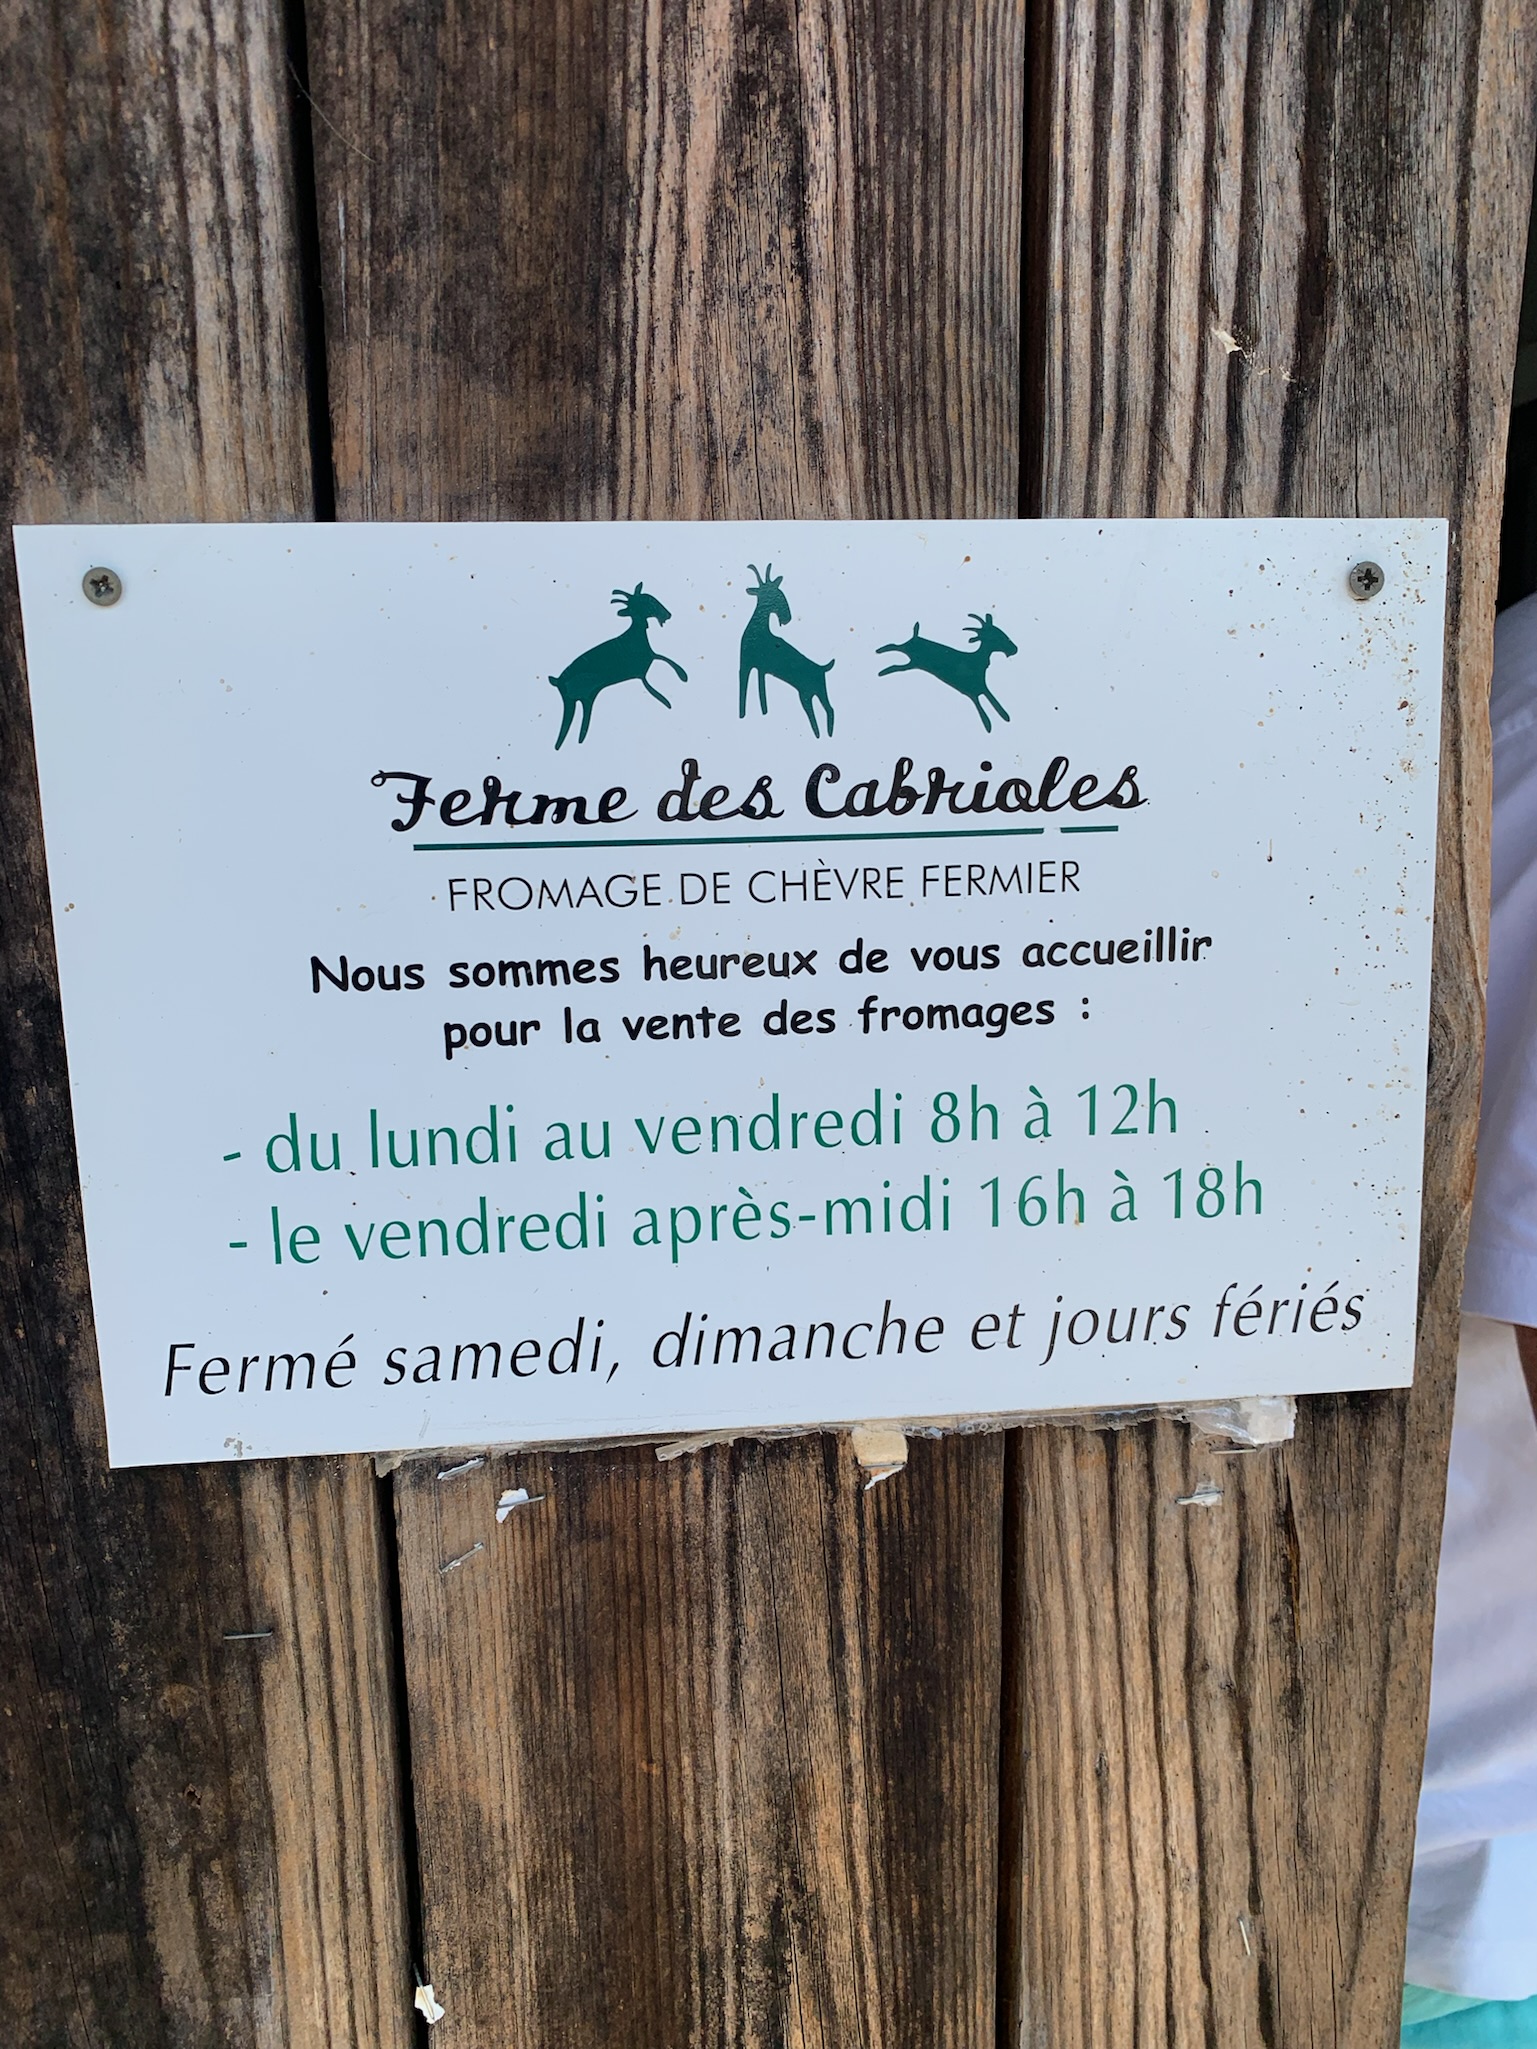 Ferme des Cabrioles
FROMAGE DE CHÈVRE FERMIER
Nous sommes heureux de vous accueillir
pour la vente des fromages :
- du lundi au vendredi 8h à 12h
- le vendredi après-midi 16h à 18h
Fermé samedi, dimanche et jours fériés